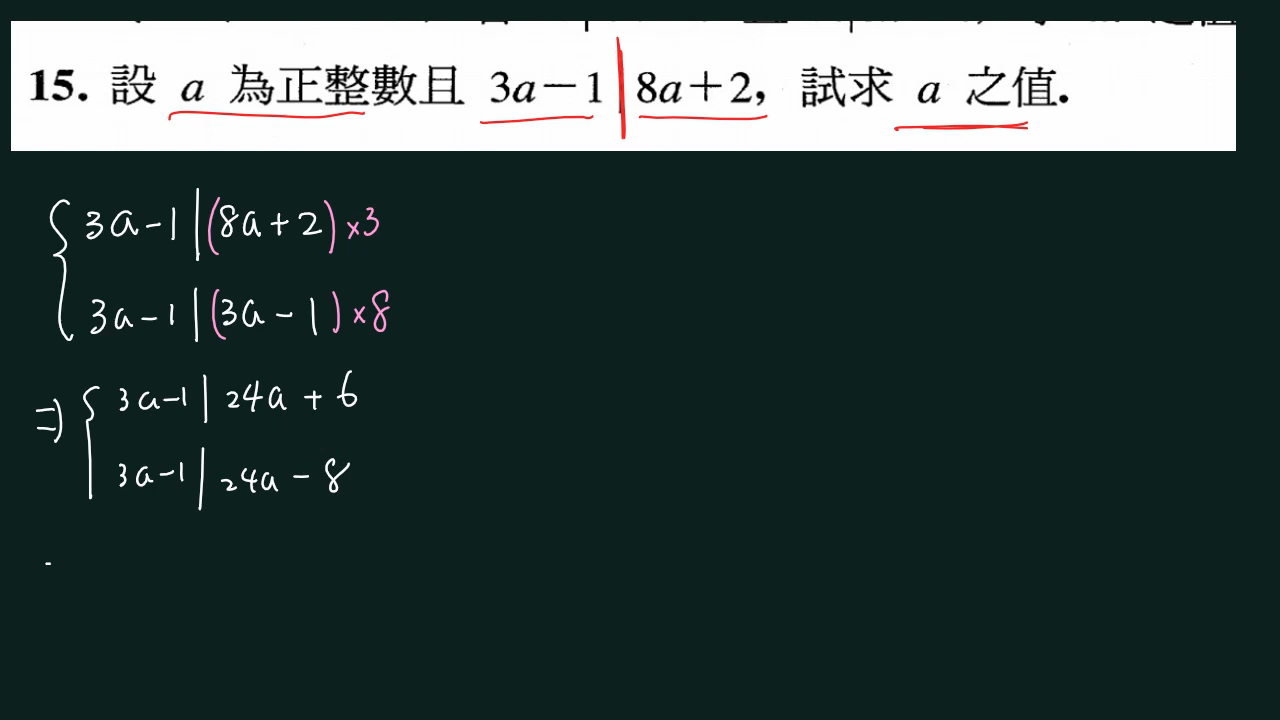 15. 設 a 為正整數且 3a－1 | 8a＋2，試求 a 之值.
3a－1 | (8a＋2)×3
3a－1 | (3a－1)×8
⇒ 3a－1 | 24a＋6
3a－1 | 24a－8